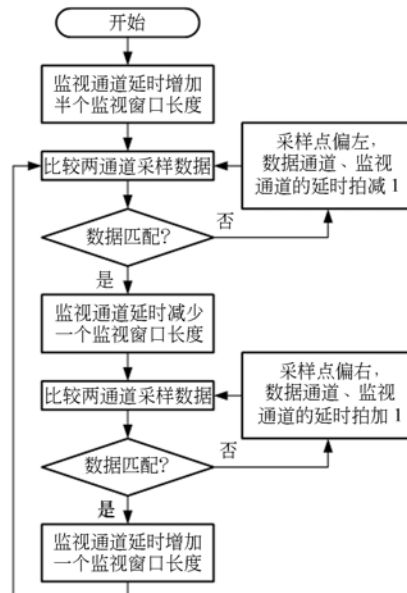 开始
监视通道延时增加
半个监视窗口长度
比较两通道采样数据
采样点偏左，
数据通道、监视
通道的延时拍减 1
数据匹配?
否
是
监视通道延时减少
一个监视窗口长度
比较两通道采样数据
采样点偏右，
数据通道、监视
通道的延时拍加 1
数据匹配?
否
是
监视通道延时增加
一个监视窗口长度